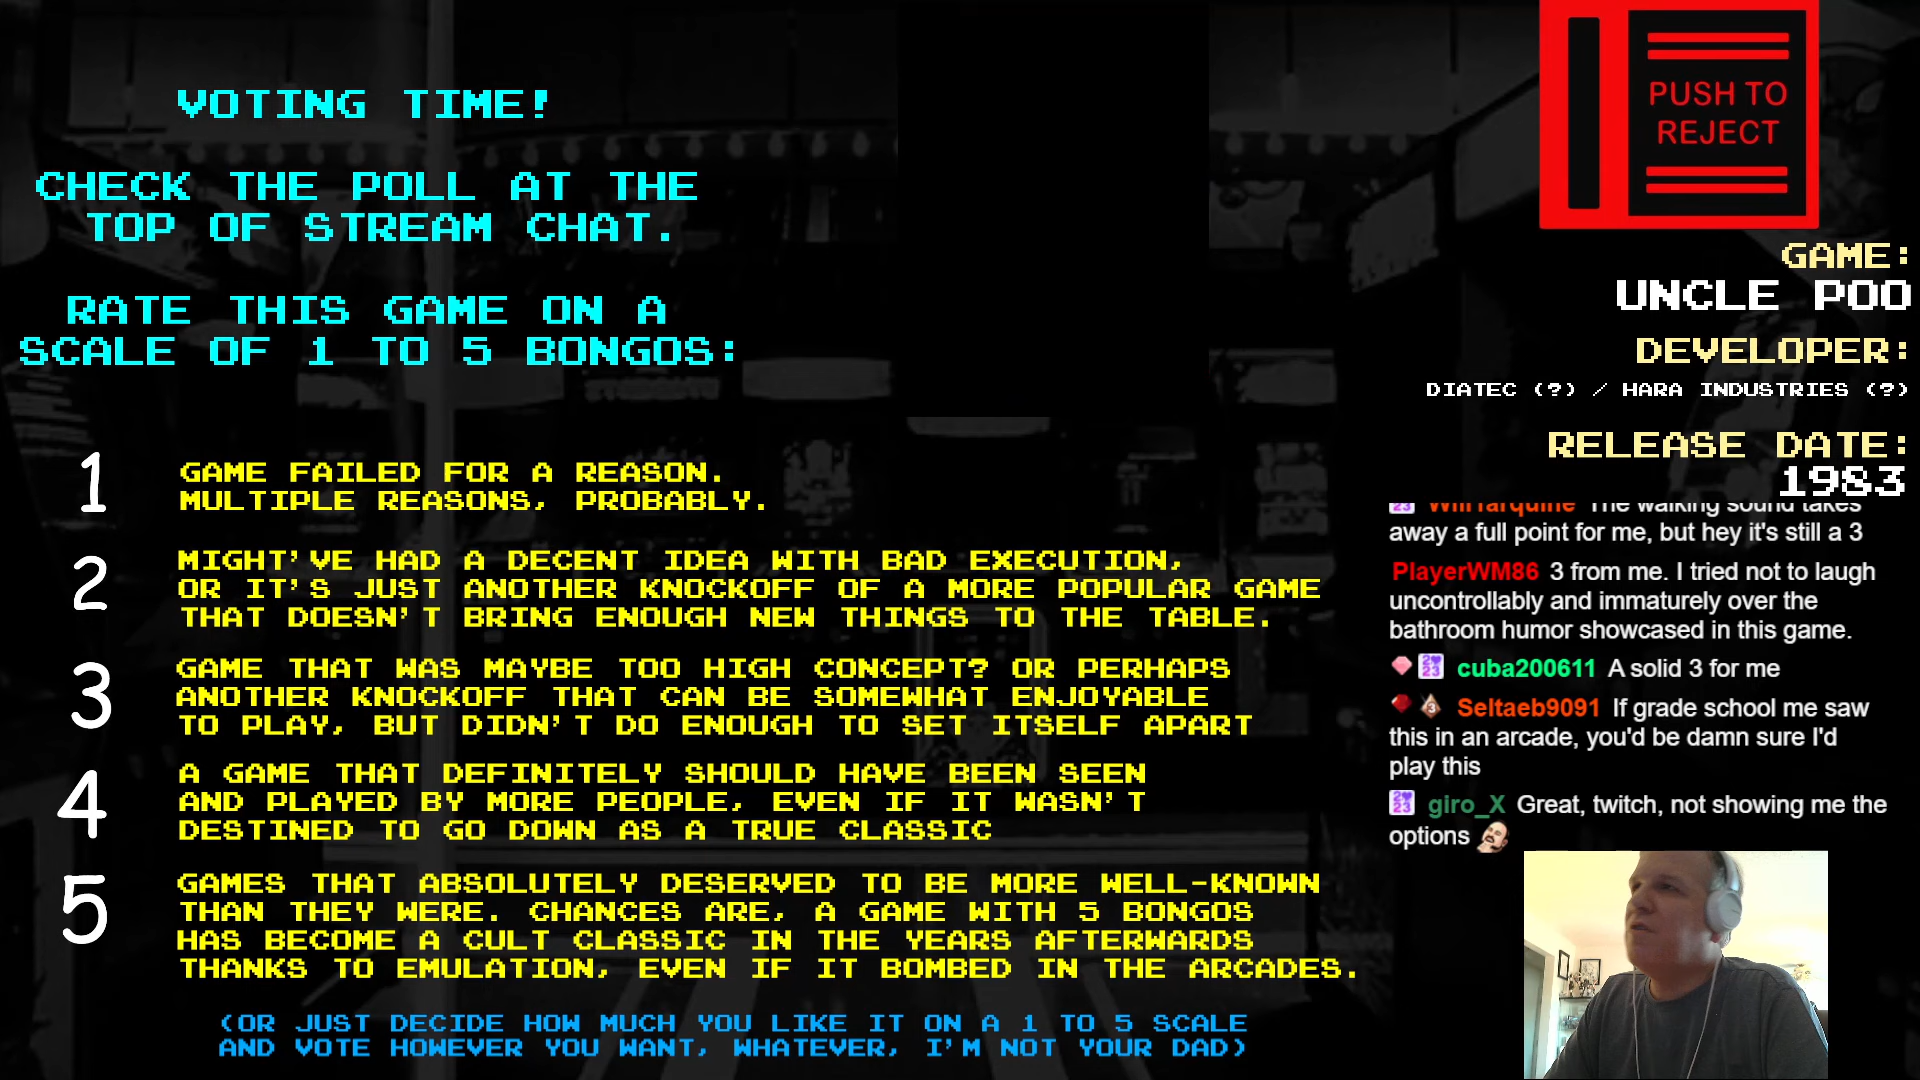 VOTING TIME!
CHECK THE POLL AT THE
TOP OF STREAM CHAT.
RATE THIS GAME ON A
SCALE OF 1 TO 5 BONGOS:
1
GAME FAILED FOR A REASON.
MULTIPLE REASONS, PROBABLY.
2
MIGHT'VE HAD A DECENT IDEA WITH BAD EXECUTION,
OR IT'S JUST ANOTHER KNOCKOFF OF A MORE POPULAR GAME
THAT DOESN'T BRING ENOUGH NEW THINGS TO THE TABLE.
3
GAME THAT WAS MAYBE TOO HIGH CONCEPT? OR PERHAPS
ANOTHER KNOCKOFF THAT CAN BE SOMEWHAT ENJOYABLE
TO PLAY, BUT DIDN'T DO ENOUGH TO SET ITSELF APART
4
A GAME THAT DEFINITELY SHOULD HAVE BEEN SEEN
AND PLAYED BY MORE PEOPLE, EVEN IF IT WASN'T
DESTINED TO GO DOWN AS A TRUE CLASSIC
5
GAMES THAT ABSOLUTELY DESERVED TO BE MORE WELL-KNOWN
THAN THEY WERE. CHANCES ARE, A GAME WITH 5 BONGOS
HAS BECOME A CULT CLASSIC IN THE YEARS AFTERWARDS
THANKS TO EMULATION, EVEN IF IT BOMBED IN THE ARCADES.
(OR JUST DECIDE HOW MUCH YOU LIKE IT ON A 1 TO 5 SCALE
AND VOTE HOWEVER YOU WANT, WHATEVER, I'M NOT YOUR DAD)
PUSH TO
REJECT
GAME:
UNCLE POO
DEVELOPER:
DIATEC (?) / HARA INDUSTRIES (?)
RELEASE DATE:
1983
The walking sound takes
away a full point for me, but hey it's still a 3
PlayerWM86 3 from me. I tried not to laugh
uncontrollably and immaturely over the
bathroom humor showcased in this game.
cuba200611 A solid 3 for me
Seltaeb9091 If grade school me saw
this in an arcade, you'd be damn sure I'd
play this
giro_X Great, twitch, not showing me the
options